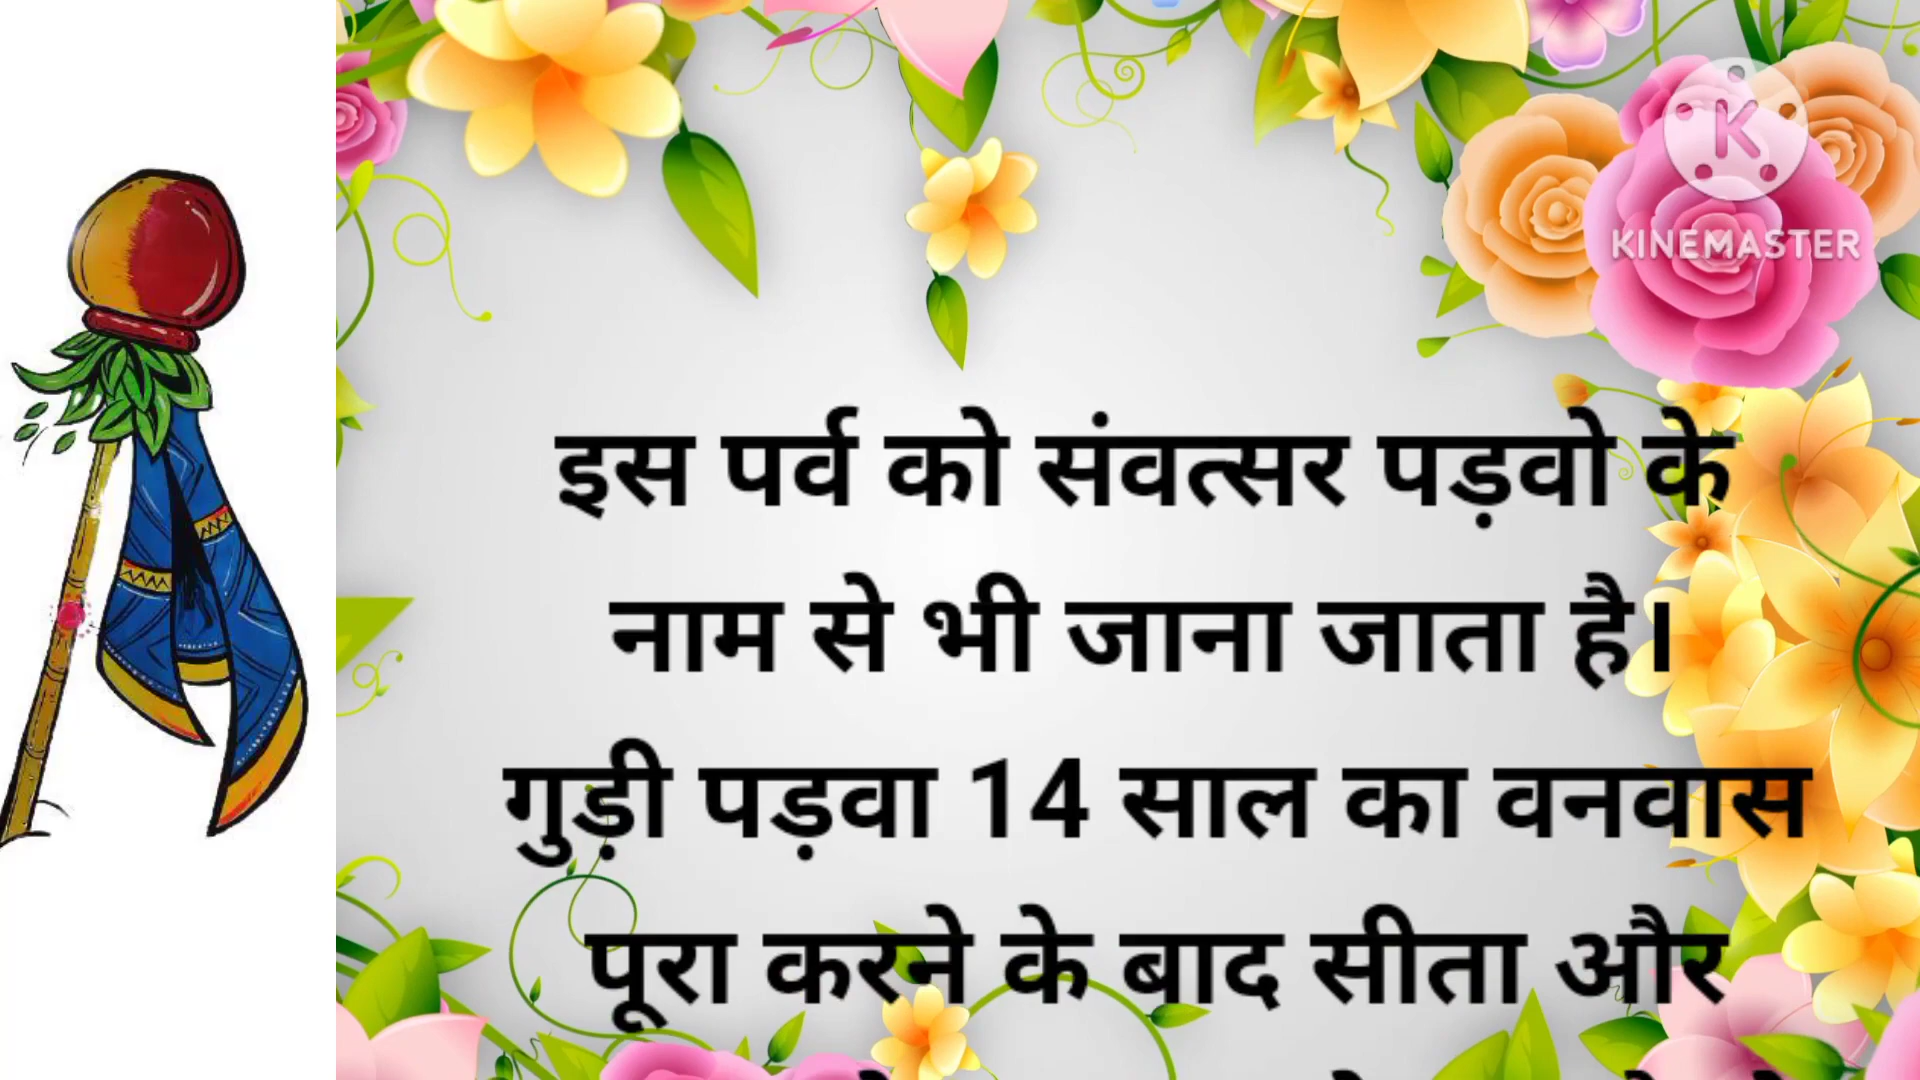 K
KINEMASTER
इस पर्व को संवत्सर पड़वो के
नाम से भी जाना जाता है।
गुड़ी पड़वा 14 साल का वनवास
पूरा करने के बाद सीता और